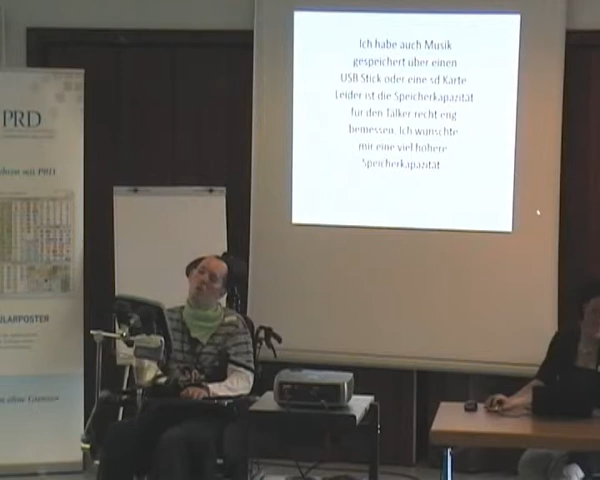 Ich habe auch Musik
gespeichert über einen
USB Stick oder eine sd Karte
Leider ist die Speicherkapazität
für den Talker recht eng
bemessen. Ich wünschte
mir eine viel höhere
Speicherkapazität
PRD